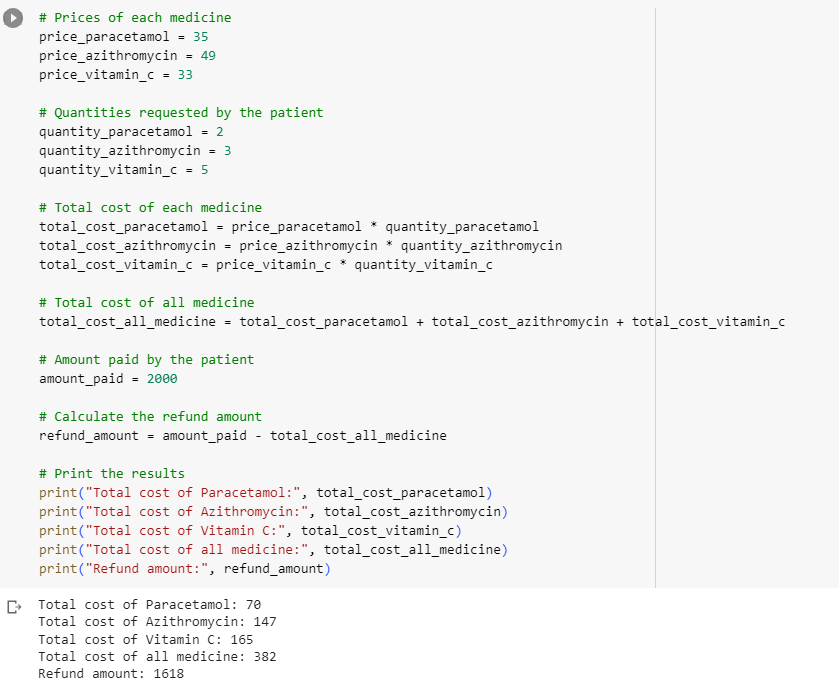 # Prices of each medicine
price_paracetamol = 35
price_azithromycin = 49
price_vitamin_c = 33

# Quantities requested by the patient
quantity_paracetamol = 2
quantity_azithromycin = 3
quantity_vitamin_c = 5

# Total cost of each medicine
total_cost_paracetamol = price_paracetamol * quantity_paracetamol
total_cost_azithromycin = price_azithromycin * quantity_azithromycin
total_cost_vitamin_c = price_vitamin_c * quantity_vitamin_c

# Total cost of all medicine
total_cost_all_medicine = total_cost_paracetamol + total_cost_azithromycin + total_cost_vitamin_c

# Amount paid by the patient
amount_paid = 2000

# Calculate the refund amount
refund_amount = amount_paid - total_cost_all_medicine

# Print the results
print("Total cost of Paracetamol:", total_cost_paracetamol)
print("Total cost of Azithromycin:", total_cost_azithromycin)
print("Total cost of Vitamin C:", total_cost_vitamin_c)
print("Total cost of all medicine:", total_cost_all_medicine)
print("Refund amount:", refund_amount)

Total cost of Paracetamol: 70
Total cost of Azithromycin: 147
Total cost of Vitamin C: 165
Total cost of all medicine: 382
Refund amount: 1618